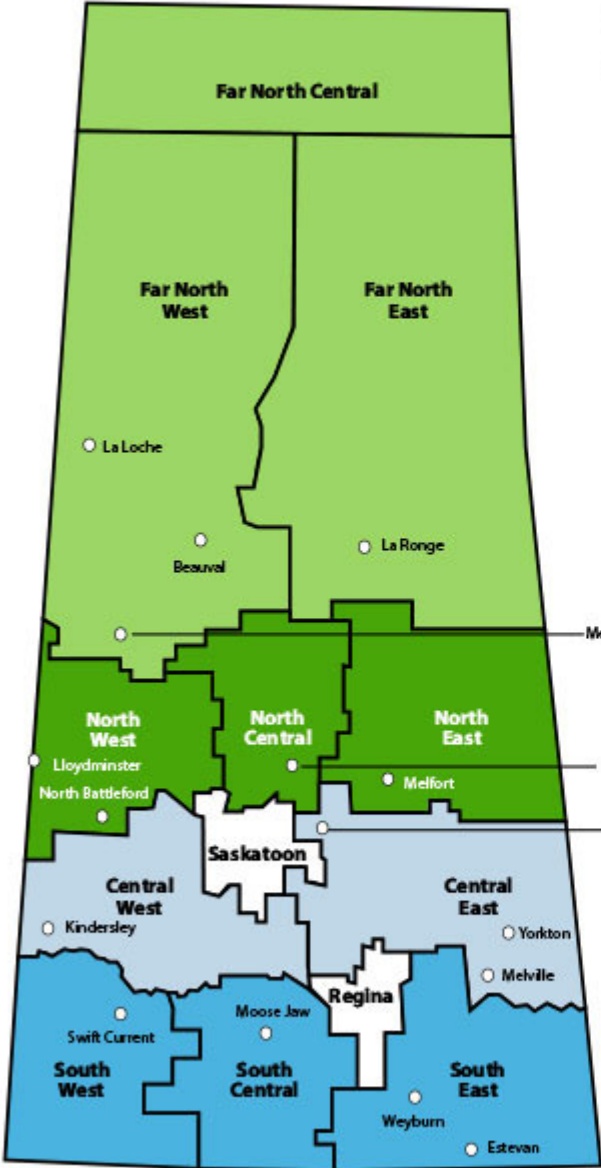 Far North Central
Far North
West
Far North
East
La Loche
Beauval
La Ronge
North
West
North
Central
North
East
Lloydminster
Melfort
North Battleford
Saskatoon
Central
West
Central
East
Kindersley
Yorkton
Melville
Regina
Moose Jaw
Swift Current
South
West
South
Central
South
East
Weyburn
Estevan